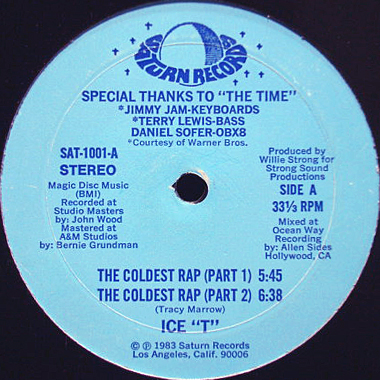 SATURN RECORDS
SPECIAL THANKS TO "THE TIME"
*JIMMY JAM-KEYBOARDS
*TERRY LEWIS-BASS
DANIEL SOFER-OBX8
*Courtesy of Warner Bros.
SAT-1001-A
STEREO
Magic Disc Music
(BMI)
Recorded at
Studio Masters
by: John Wood
Mastered at
A&M Studios
by: Bernie Grundman
Produced by
Willie Strong for
Strong Sound
Productions
SIDE A
33⅓ RPM
Mixed at
Ocean Way
Recording
by: Allen Sides
Hollywood, CA
THE COLDEST RAP (PART 1) 5:45
THE COLDEST RAP (PART 2) 6:38
(Tracy Marrow)
!CE "T"
© ℗ 1983 Saturn Records
Los Angeles, Calif. 90006